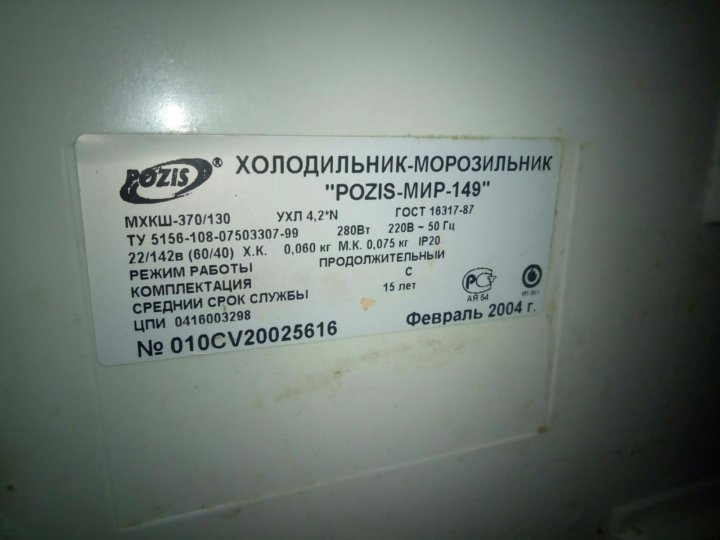 POZIS ®
ХОЛОДИЛЬНИК-МОРОЗИЛЬНИК
"POZIS-МИР-149"
МХКШ-370/130 УХЛ 4,2*N ГОСТ 16317-87
ТУ 5156-108-07503307-99 280Вт 220В ~ 50 Гц
22/142в (60/40) Х.К. 0,060 кг М.К. 0,075 кг IP20
РЕЖИМ РАБОТЫ ПРОДОЛЖИТЕЛЬНЫЙ
КОМПЛЕКТАЦИЯ С
СРЕДНИЙ СРОК СЛУЖБЫ 15 лет
АЯ 54
ЦПИ 0416003298
№ 010CV20025616 Февраль 2004 г.